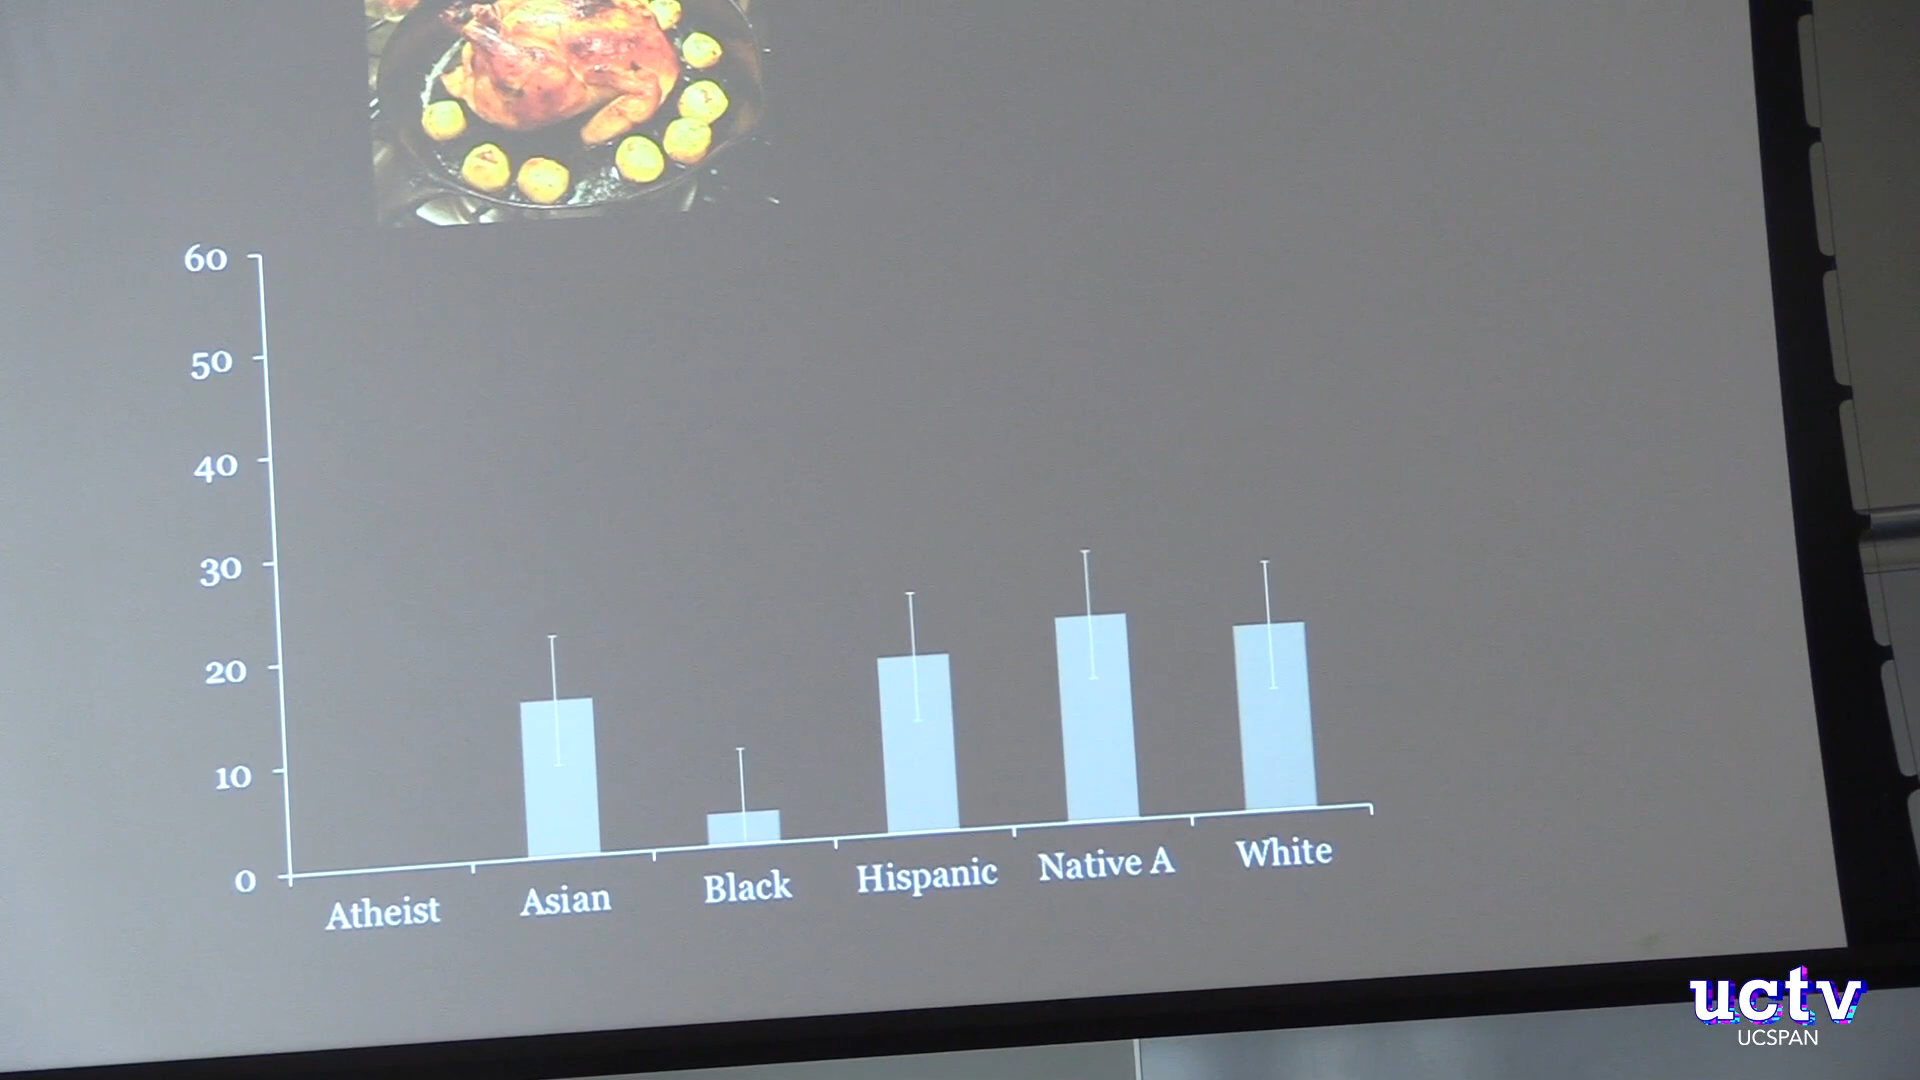 60
50
40
30
20
10
0
Atheist
Asian
Black
Hispanic
Native A
White
uctv
UCSPAN